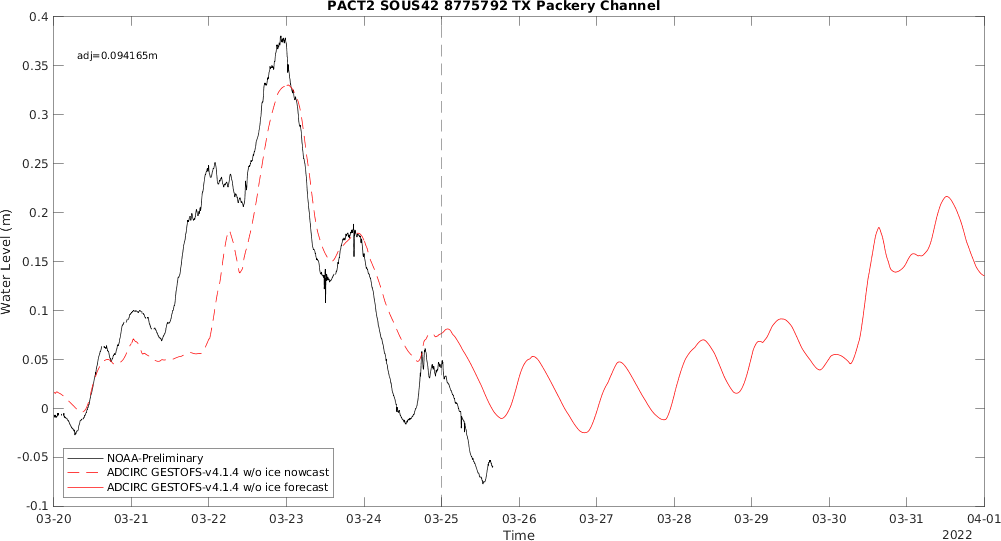 PACT2 SOUS42 8775792 TX Packery Channel
adj=0.094165m
Water Level (m)
0.4
0.35
0.3
0.25
0.2
0.15
0.1
0.05
0
-0.05
-0.1
NOAA-Preliminary
ADCIRC GESTOFS-v4.1.4 w/o ice nowcast
ADCIRC GESTOFS-v4.1.4 w/o ice forecast
03-20 03-21 03-22 03-23 03-24 03-25 03-26 03-27 03-28 03-29 03-30 03-31 04-01
Time
2022